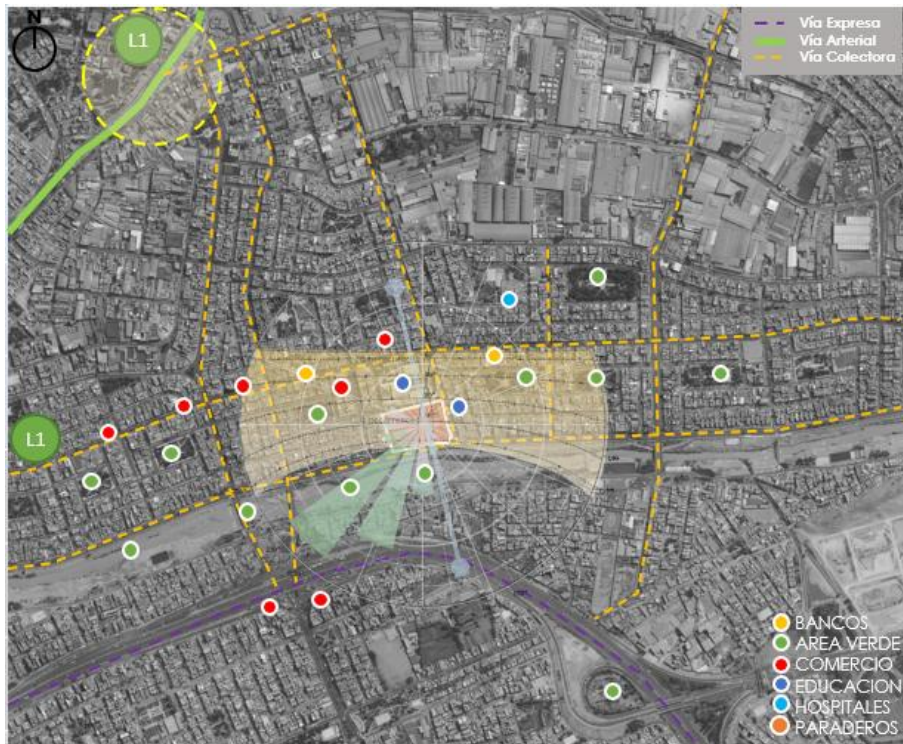 N
L1
Vía Expresa
Vía Arterial
Vía Colectora
L1
BANCOS
AREA VERDE
COMERCIO
EDUCACION
HOSPITALES
PARADEROS